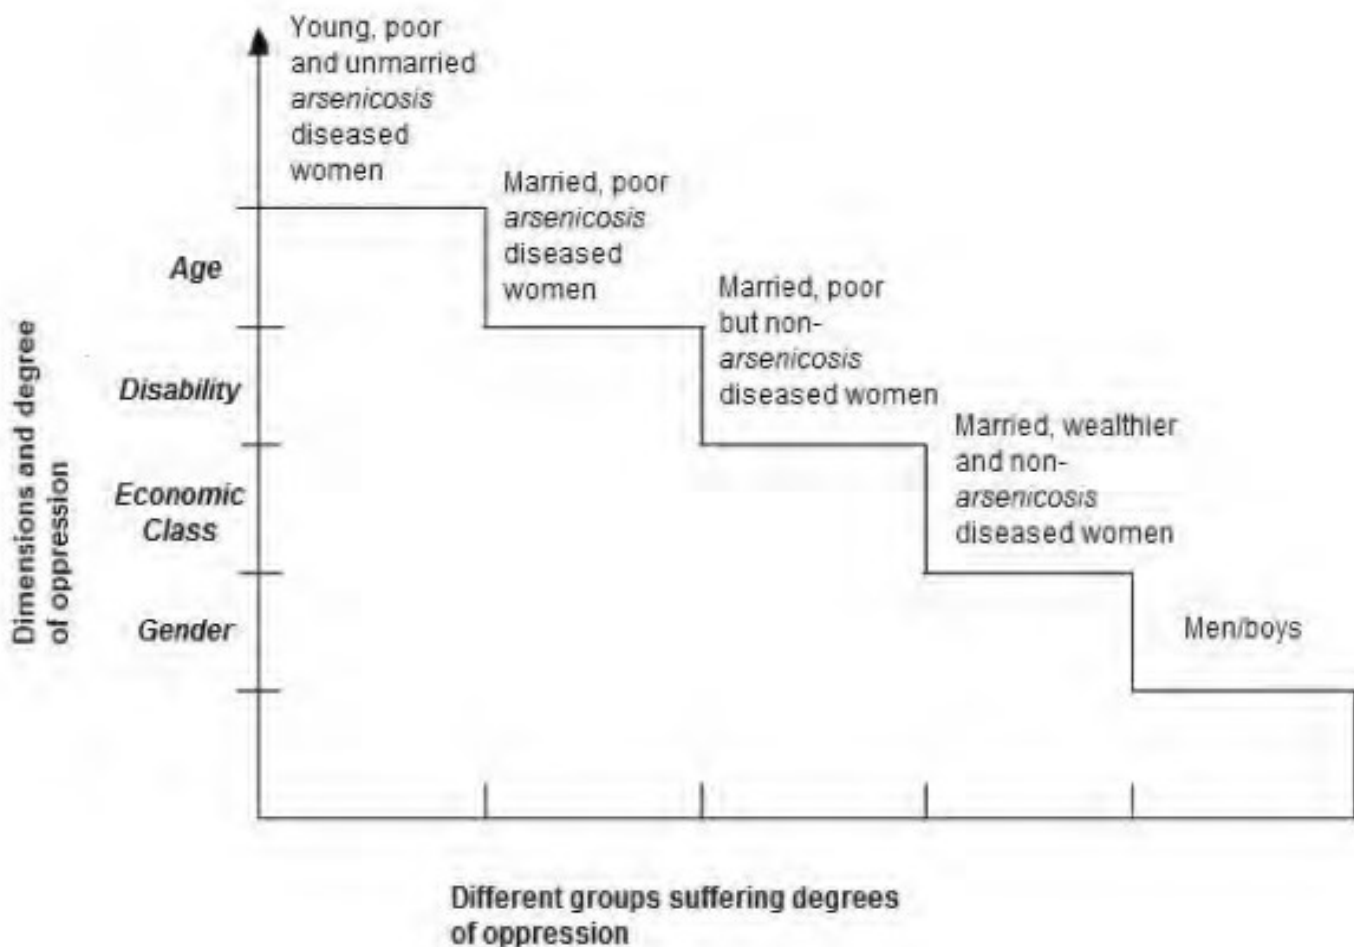 Young, poor
and unmarried
arsenicosis
diseased
women
Married, poor
arsenicosis
diseased
women
Married, poor
but non-
arsenicosis
diseased women
Married, wealthier
and non-
arsenicosis
diseased women
Men/boys
Age
Disability
Economic
Class
Gender
Dimensions and degree
of oppression
Different groups suffering degrees
of oppression